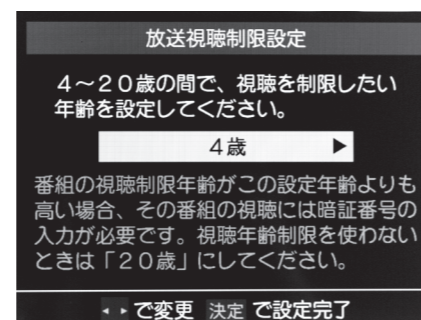 放送視聴制限設定
4～20歳の間で、視聴を制限したい
年齢を設定してください。
4歳 ▶
番組の視聴制限年齢がこの設定年齢よりも
高い場合、その番組の視聴には暗証番号の
入力が必要です。視聴年齢制限を使わない
ときは「20歳」にしてください。
◂ ▸ で変更 決定 で設定完了